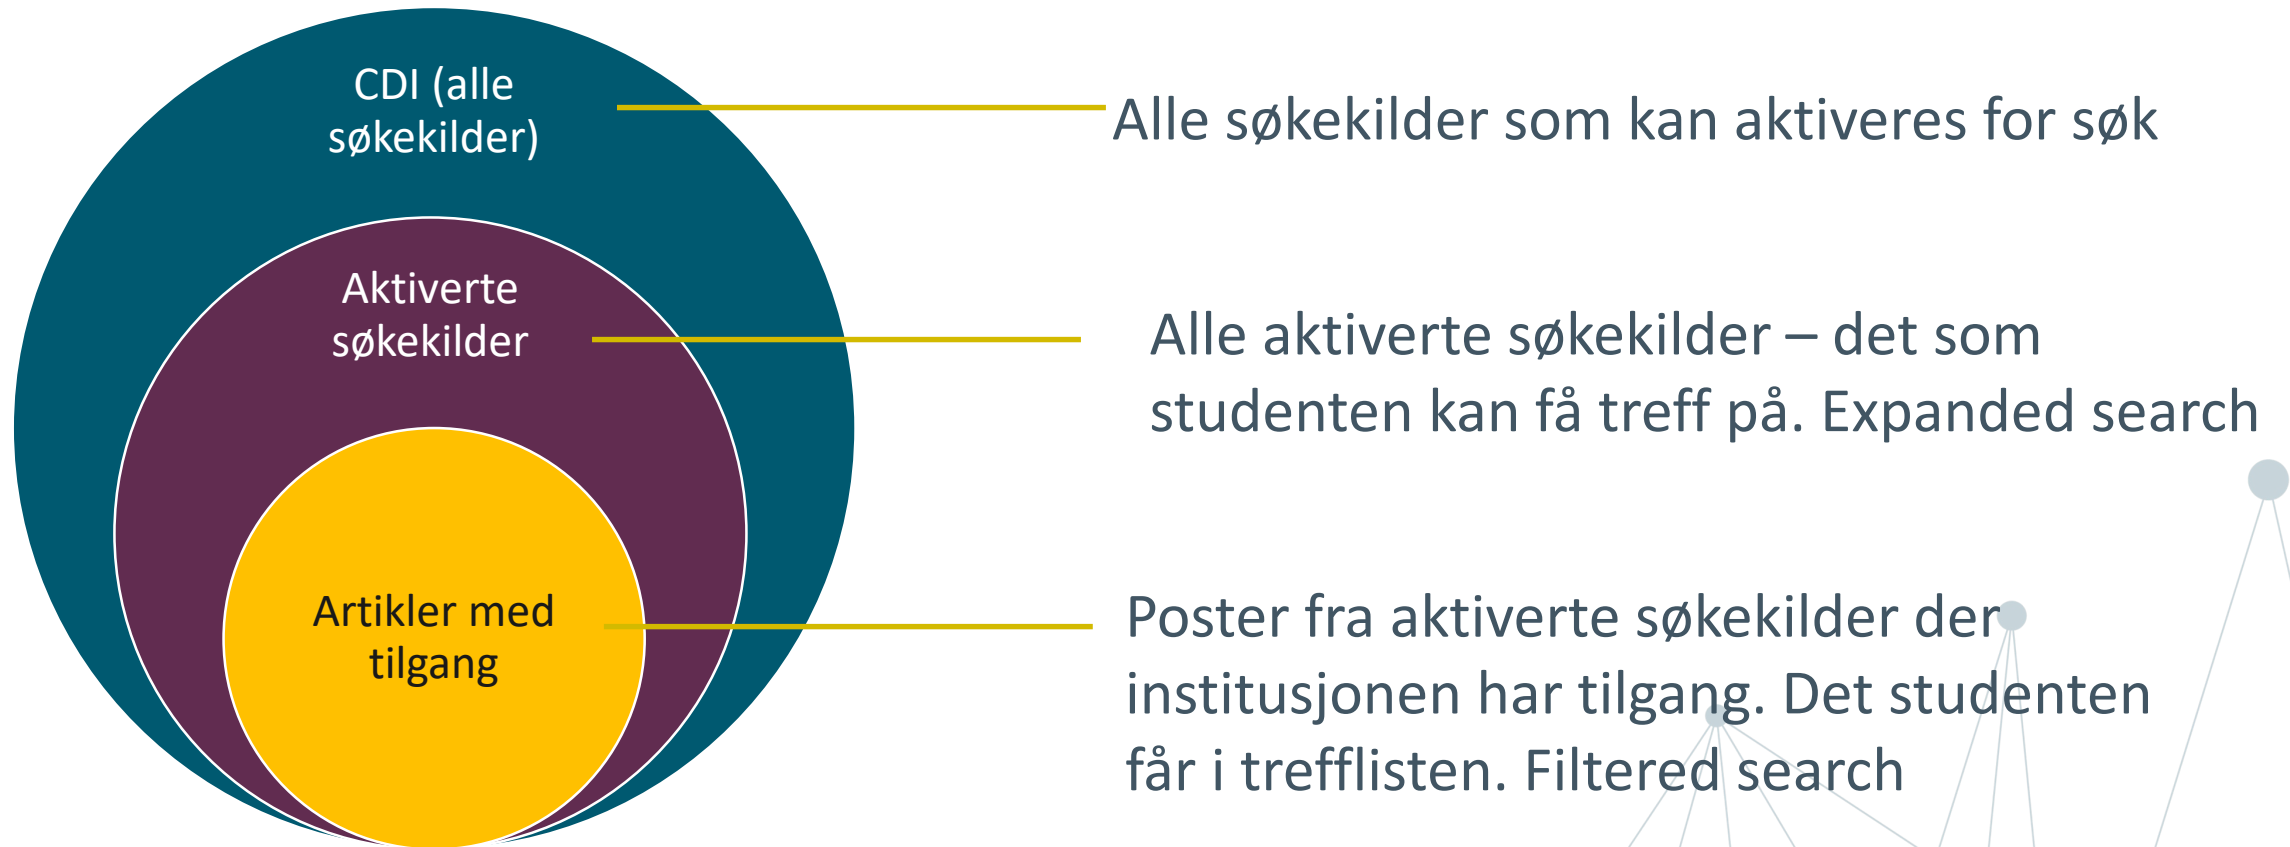 CDI (alle
søkekilder)
Alle søkekilder som kan aktiveres for søk
Aktiverte
søkekilder
Alle aktiverte søkekilder – det som
studenten kan få treff på. Expanded search
Artikler med
tilgang
Poster fra aktiverte søkekilder der
institusjonen har tilgang. Det studenten
får i trefflisten. Filtered search